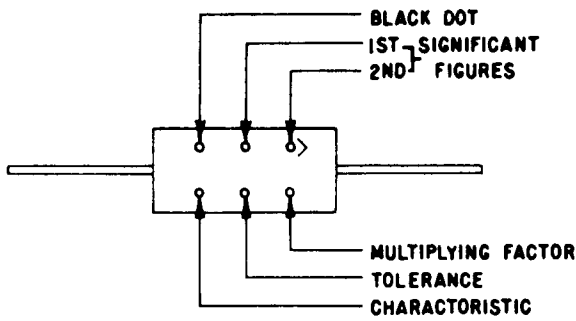 BLACK DOT
1ST SIGNIFICANT
2ND FIGURES
MULTIPLYING FACTOR
TOLERANCE
CHARACTORISTIC